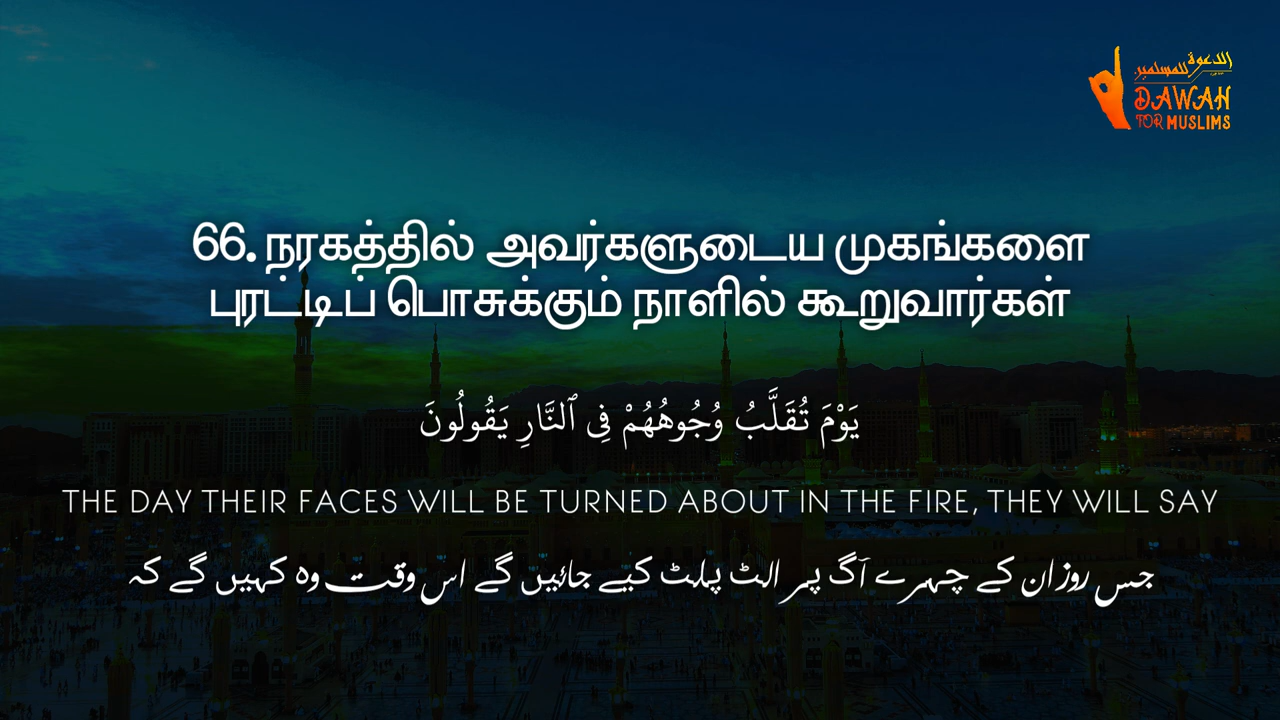 الدعوة للمسلمين
DAWAH
FOR MUSLIMS
66. நரகத்தில் அவர்களுடைய முகங்களை
புரட்டிப் பொசுக்கும் நாளில் கூறுவார்கள்
يَوْمَ تُقَلَّبُ وُجُوهُهُمْ فِى ٱلنَّارِ يَقُولُونَ
THE DAY THEIR FACES WILL BE TURNED ABOUT IN THE FIRE, THEY WILL SAY
جس روز ان کے چہرے آگ پر الٹ پلٹ کیے جائیں گے اس وقت وہ کہیں گے کہ